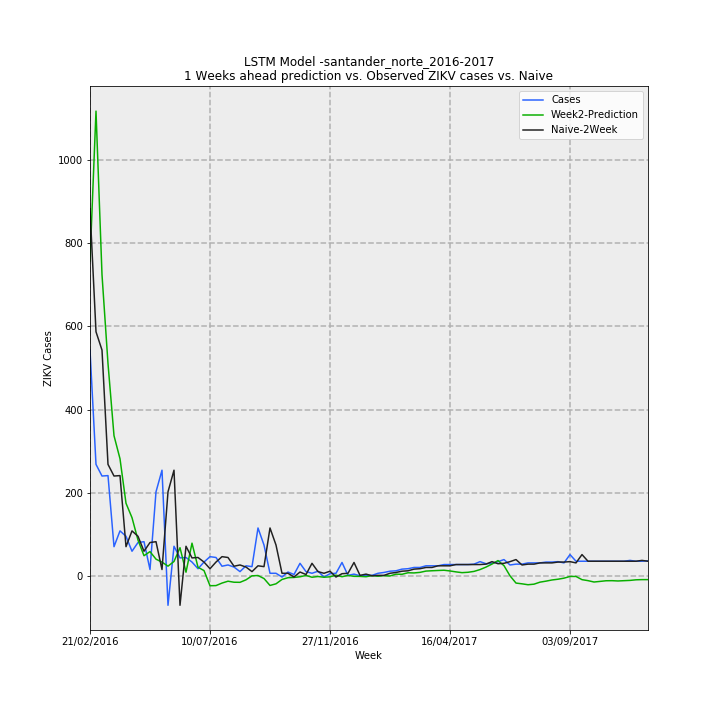 LSTM Model -santander_norte_2016-2017
1 Weeks ahead prediction vs. Observed ZIKV cases vs. Naive
Cases
Week2-Prediction
Naive-2Week
1000
800
600
400
200
0
ZIKV Cases
21/02/2016
10/07/2016
27/11/2016
16/04/2017
03/09/2017
Week